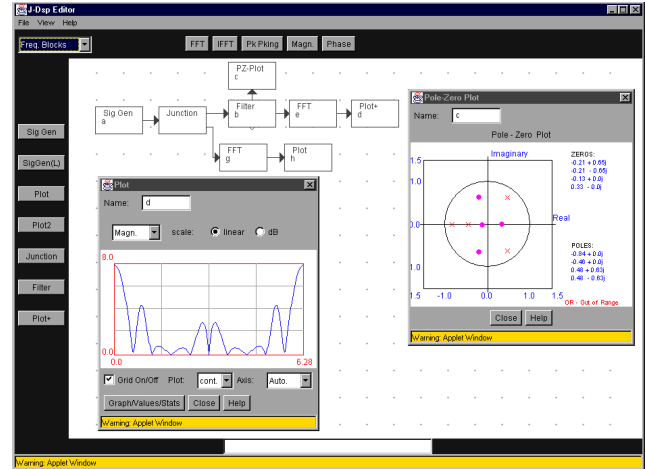 J-Dsp Editor
File View Help
Freq. Blocks
FFT IFFT Pk Pking Magn. Phase
Sig Gen
SigGen(L)
Plot
Plot2
Junction
Filter
Plot+
PZ-Plot
c
Sig Gen
a
Junction
Filter
b
FFT
e
Plot+
d
FFT
g
Plot
h
Plot
Name: d
Magn. scale: linear dB
8.0
0.0
0.0 6.28
Grid On/Off Plot: cont. Axis: Auto.
Graph/Values/Stats Close Help
Warning: Applet Window
Pole-Zero Plot
Name: c
Pole - Zero Plot
Imaginary
1.5
1.0
0.0
1.0
1.5 -1.0 0.0 1.0 1.5
Real
ZEROS:
-0.21 + 0.65j
-0.21 - 0.65j
-0.13 + 0.0j
0.33 - 0.0j
POLES:
-0.84 + 0.0j
-0.46 + 0.0j
0.48 + 0.63j
0.48 - 0.63j
OR - Out of Range
Close Help
Warning: Applet Window
Warning: Applet Window